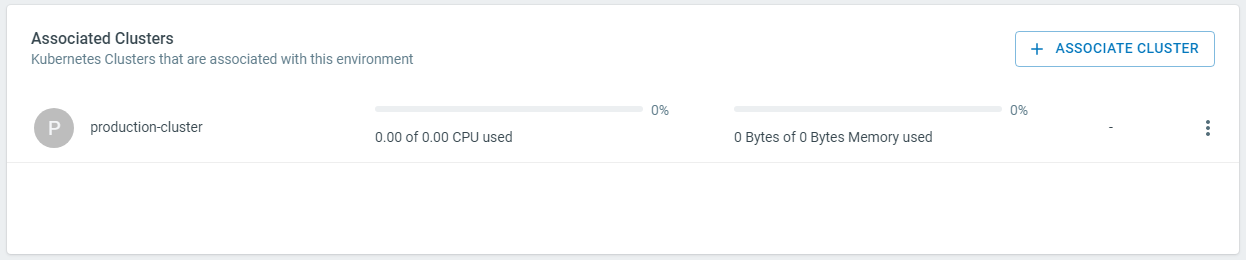 Associated Clusters
Kubernetes Clusters that are associated with this environment
+ ASSOCIATE CLUSTER
P
production-cluster
0%
0.00 of 0.00 CPU used
0%
0 Bytes of 0 Bytes Memory used
-